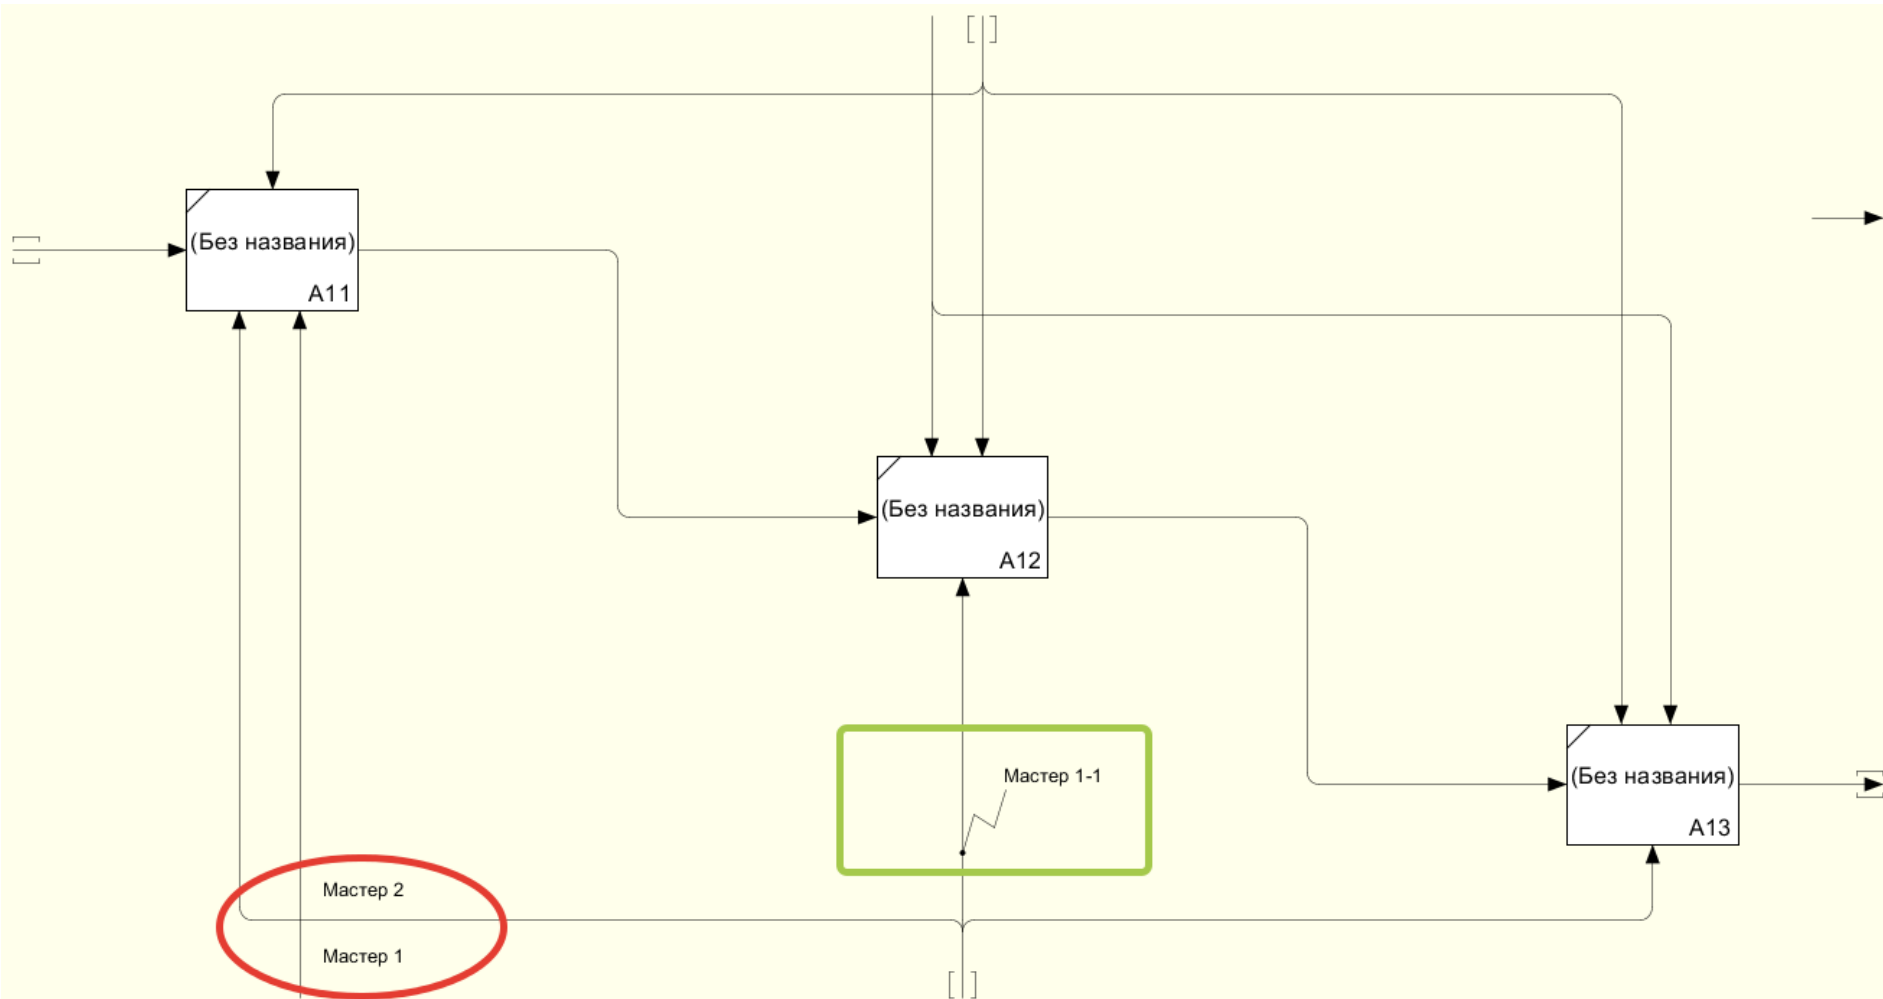 (Без названия)
A11
(Без названия)
A12
Мастер 1-1
(Без названия)
A13
Мастер 2
Мастер 1